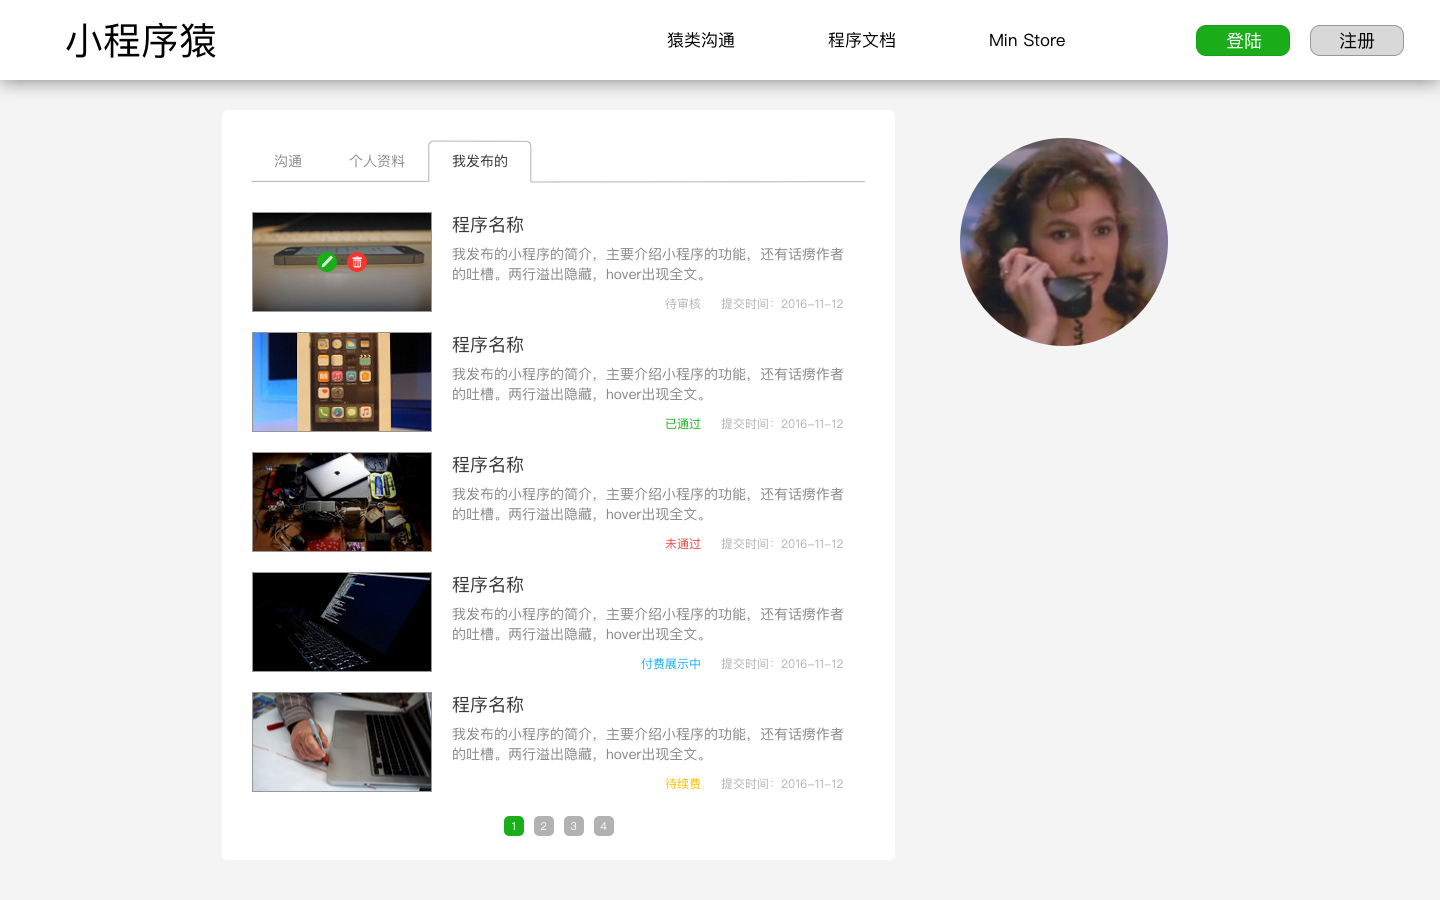 小程序猿
猿类沟通 程序文档 Min Store 登陆 注册
沟通 个人资料 我发布的
程序名称
我发布的小程序的简介，主要介绍小程序的功能，还有话痨作者
的吐槽。两行溢出隐藏，hover出现全文。
待审核 提交时间：2016-11-12
程序名称
我发布的小程序的简介，主要介绍小程序的功能，还有话痨作者
的吐槽。两行溢出隐藏，hover出现全文。
已通过 提交时间：2016-11-12
程序名称
我发布的小程序的简介，主要介绍小程序的功能，还有话痨作者
的吐槽。两行溢出隐藏，hover出现全文。
未通过 提交时间：2016-11-12
程序名称
我发布的小程序的简介，主要介绍小程序的功能，还有话痨作者
的吐槽。两行溢出隐藏，hover出现全文。
付费展示中 提交时间：2016-11-12
程序名称
我发布的小程序的简介，主要介绍小程序的功能，还有话痨作者
的吐槽。两行溢出隐藏，hover出现全文。
待续费 提交时间：2016-11-12
1 2 3 4